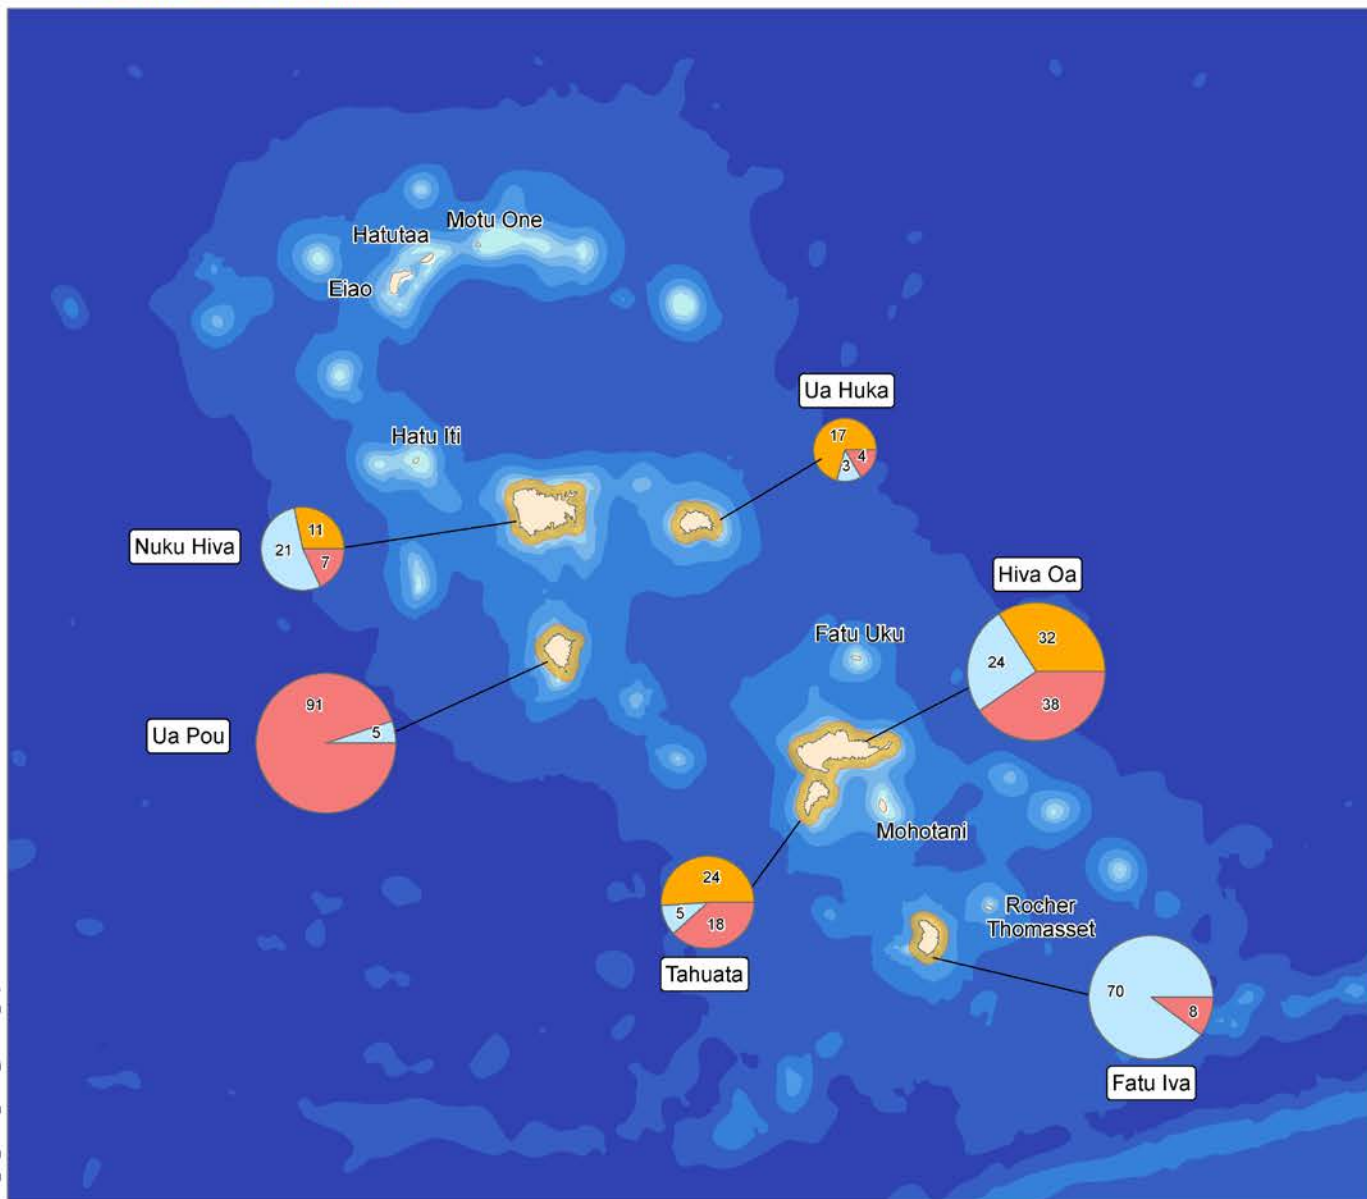 Motu One
Hatutaa
Eiao
Ua Huka
17
4
3
Hatu Iti
Nuku Hiva
11
21
7
Hiva Oa
32
24
38
Fatu Uku
Ua Pou
91
5
Mohotani
24
5
18
Tahuata
Rocher
Thomasset
70
8
Fatu Iva